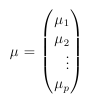 μ = ( μ₁
μ₂
⋮
μₚ )